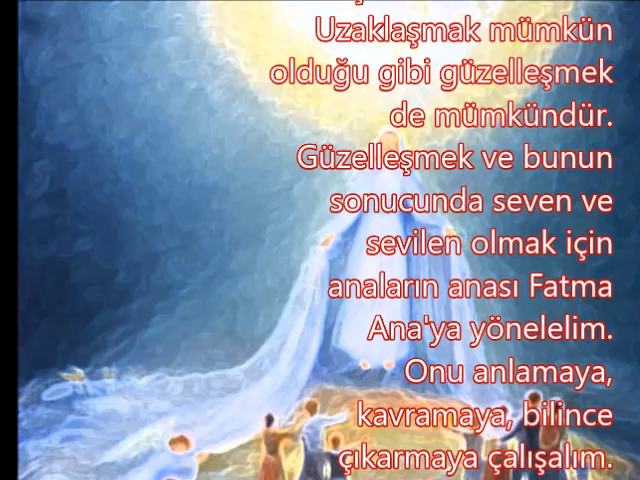 Uzaklaşmak mümkün
olduğu gibi güzelleşmek
de mümkündür.
Güzelleşmek ve bunun
sonucunda seven ve
sevilen olmak için
anaların anası Fatma
Ana'ya yönelelim.
Onu anlamaya,
kavramaya, bilince
çıkarmaya çalışalım.